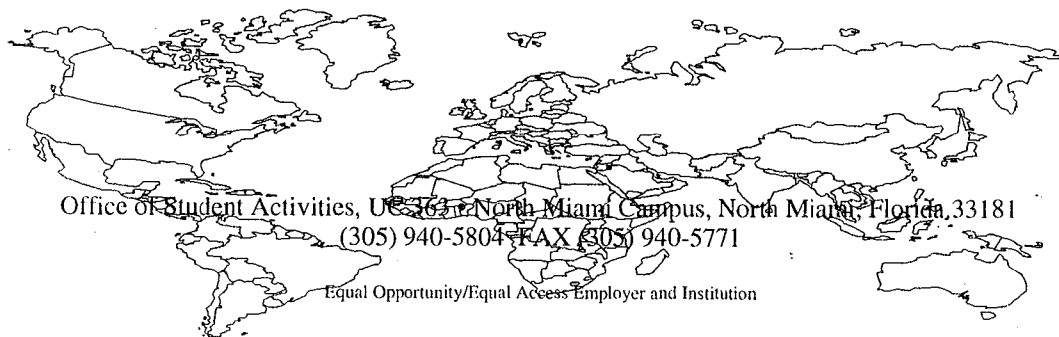 Office of Student Activities, UC 363 • North Miami Campus, North Miami, Florida 33181
(305) 940-5804 FAX (305) 940-5771
Equal Opportunity/Equal Access Employer and Institution